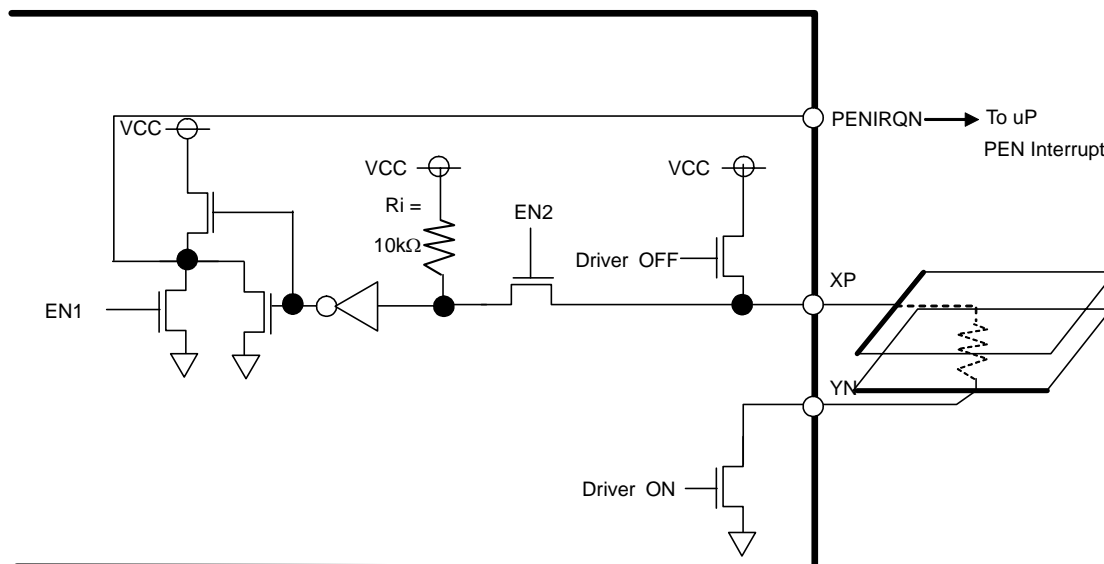 PENIRQN
To uP
PEN Interrupt
VCC
VCC
VCC
Ri =
10kΩ
EN2
Driver OFF
XP
EN1
YN
Driver ON